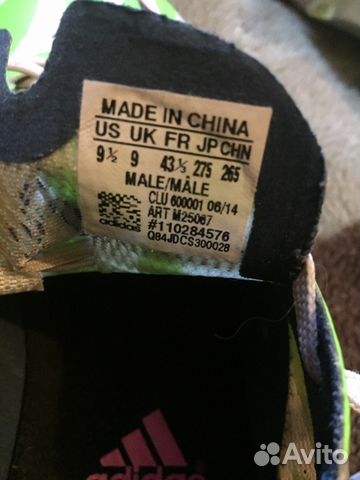 MADE IN CHINA
US UK FR JP CHN
9½ 9 43⅓ 275 265
MALE/MÂLE
CLU 600001 06/14
ART M25067
#110284576
Q84JDCS300028
adidas
adidas
Avito